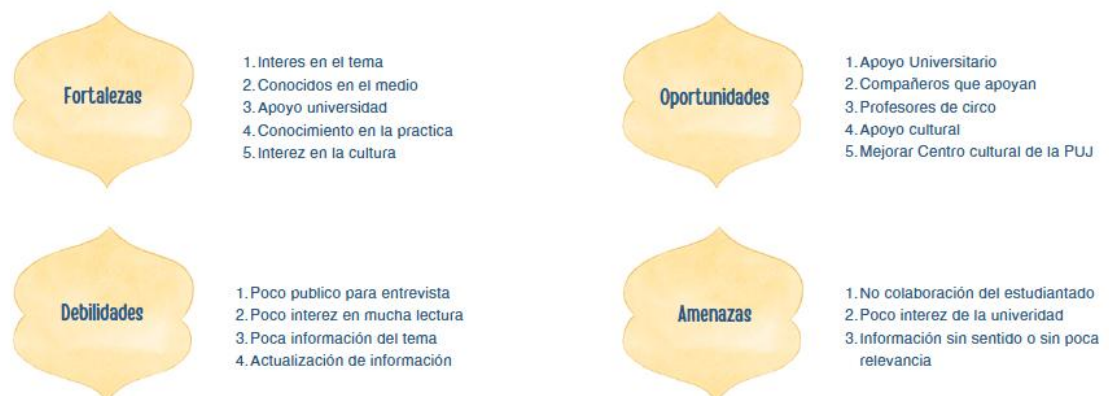 Fortalezas
1. Interes en el tema
2. Conocidos en el medio
3. Apoyo universidad
4. Conocimiento en la practica
5. Interez en la cultura
Oportunidades
1. Apoyo Universitario
2. Compañeros que apoyan
3. Profesores de circo
4. Apoyo cultural
5. Mejorar Centro cultural de la PUJ
Debilidades
1. Poco publico para entrevista
2. Poco interez en mucha lectura
3. Poca información del tema
4. Actualización de información
Amenazas
1. No colaboración del estudiantado
2. Poco interez de la univeridad
3. Información sin sentido o sin poca
relevancia